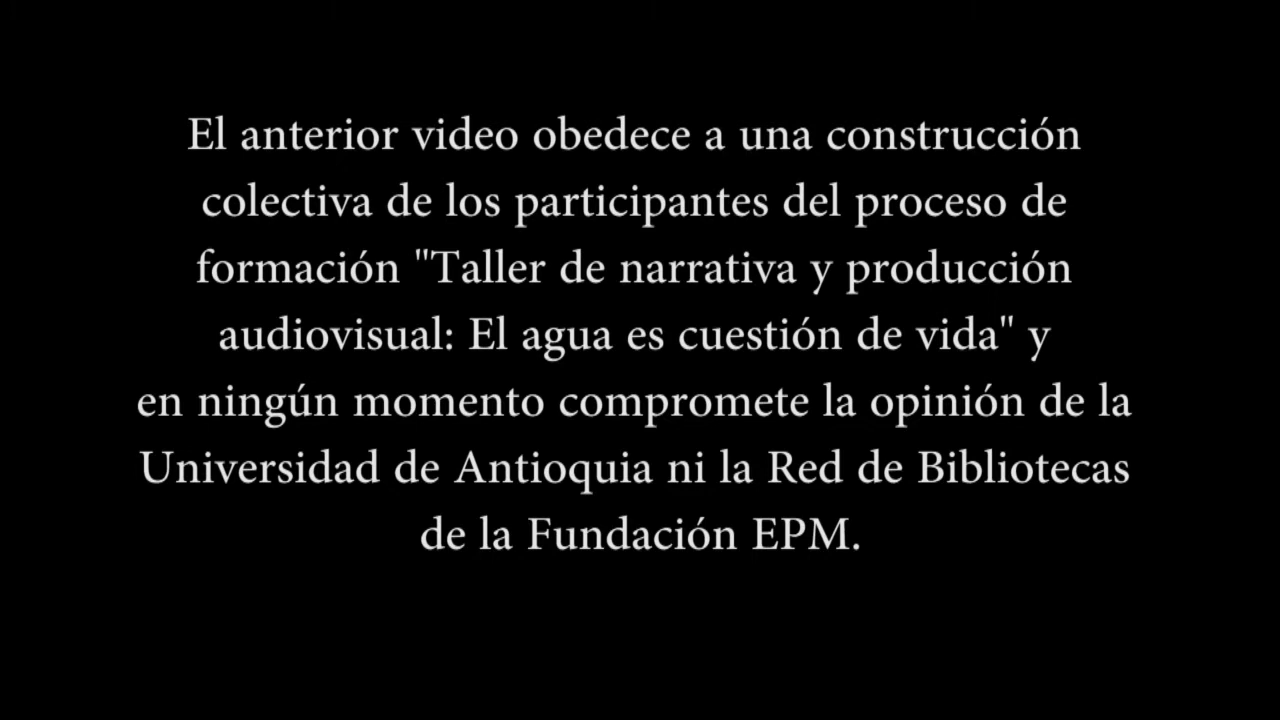 El anterior video obedece a una construcción
colectiva de los participantes del proceso de
formación "Taller de narrativa y producción
audiovisual: El agua es cuestión de vida" y
en ningún momento compromete la opinión de la
Universidad de Antioquia ni la Red de Bibliotecas
de la Fundación EPM.